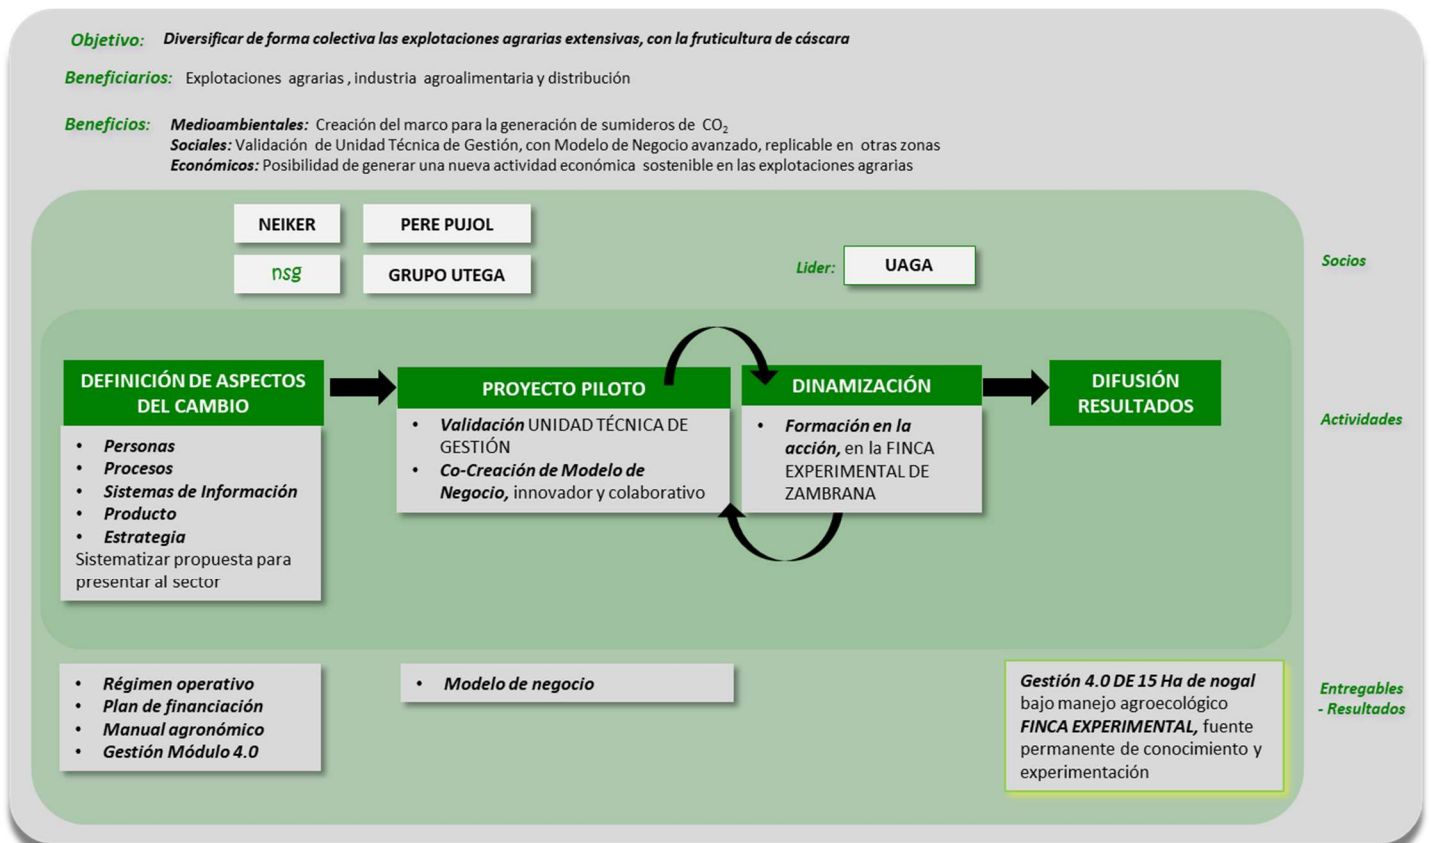 Objetivo: Diversificar de forma colectiva las explotaciones agrarias extensivas, con la fruticultura de cáscara
Beneficiarios: Explotaciones agrarias , industria agroalimentaria y distribución
Beneficios: Medioambientales: Creación del marco para la generación de sumideros de CO₂
Sociales: Validación de Unidad Técnica de Gestión, con Modelo de Negocio avanzado, replicable en otras zonas
Económicos: Posibilidad de generar una nueva actividad económica sostenible en las explotaciones agrarias
NEIKER
PERE PUJOL
nsg
GRUPO UTEGA
Lider: UAGA
Socios
DEFINICIÓN DE ASPECTOS
DEL CAMBIO
• Personas
• Procesos
• Sistemas de Información
• Producto
• Estrategia
Sistematizar propuesta para
presentar al sector
PROYECTO PILOTO
• Validación UNIDAD TÉCNICA DE
GESTIÓN
• Co-Creación de Modelo de
Negocio, innovador y colaborativo
DINAMIZACIÓN
• Formación en la
acción, en la FINCA
EXPERIMENTAL DE
ZAMBRANA
DIFUSIÓN
RESULTADOS
Actividades
• Régimen operativo
• Plan de financiación
• Manual agronómico
• Gestión Módulo 4.0
• Modelo de negocio
Gestión 4.0 DE 15 Ha de nogal
bajo manejo agroecológico
FINCA EXPERIMENTAL, fuente
permanente de conocimiento y
experimentación
Entregables
- Resultados